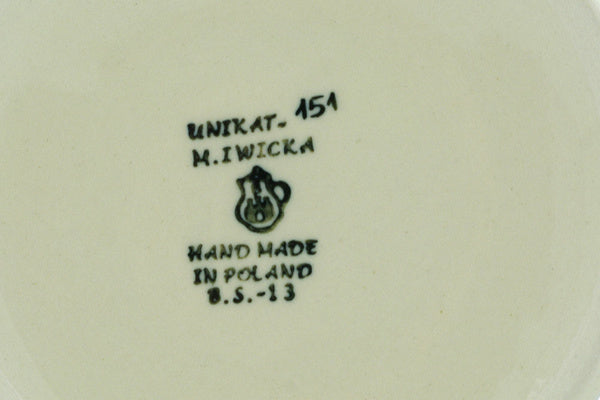 UNIKAT- 151
M.IWICKA
HAND MADE
IN POLAND
B.S.-13